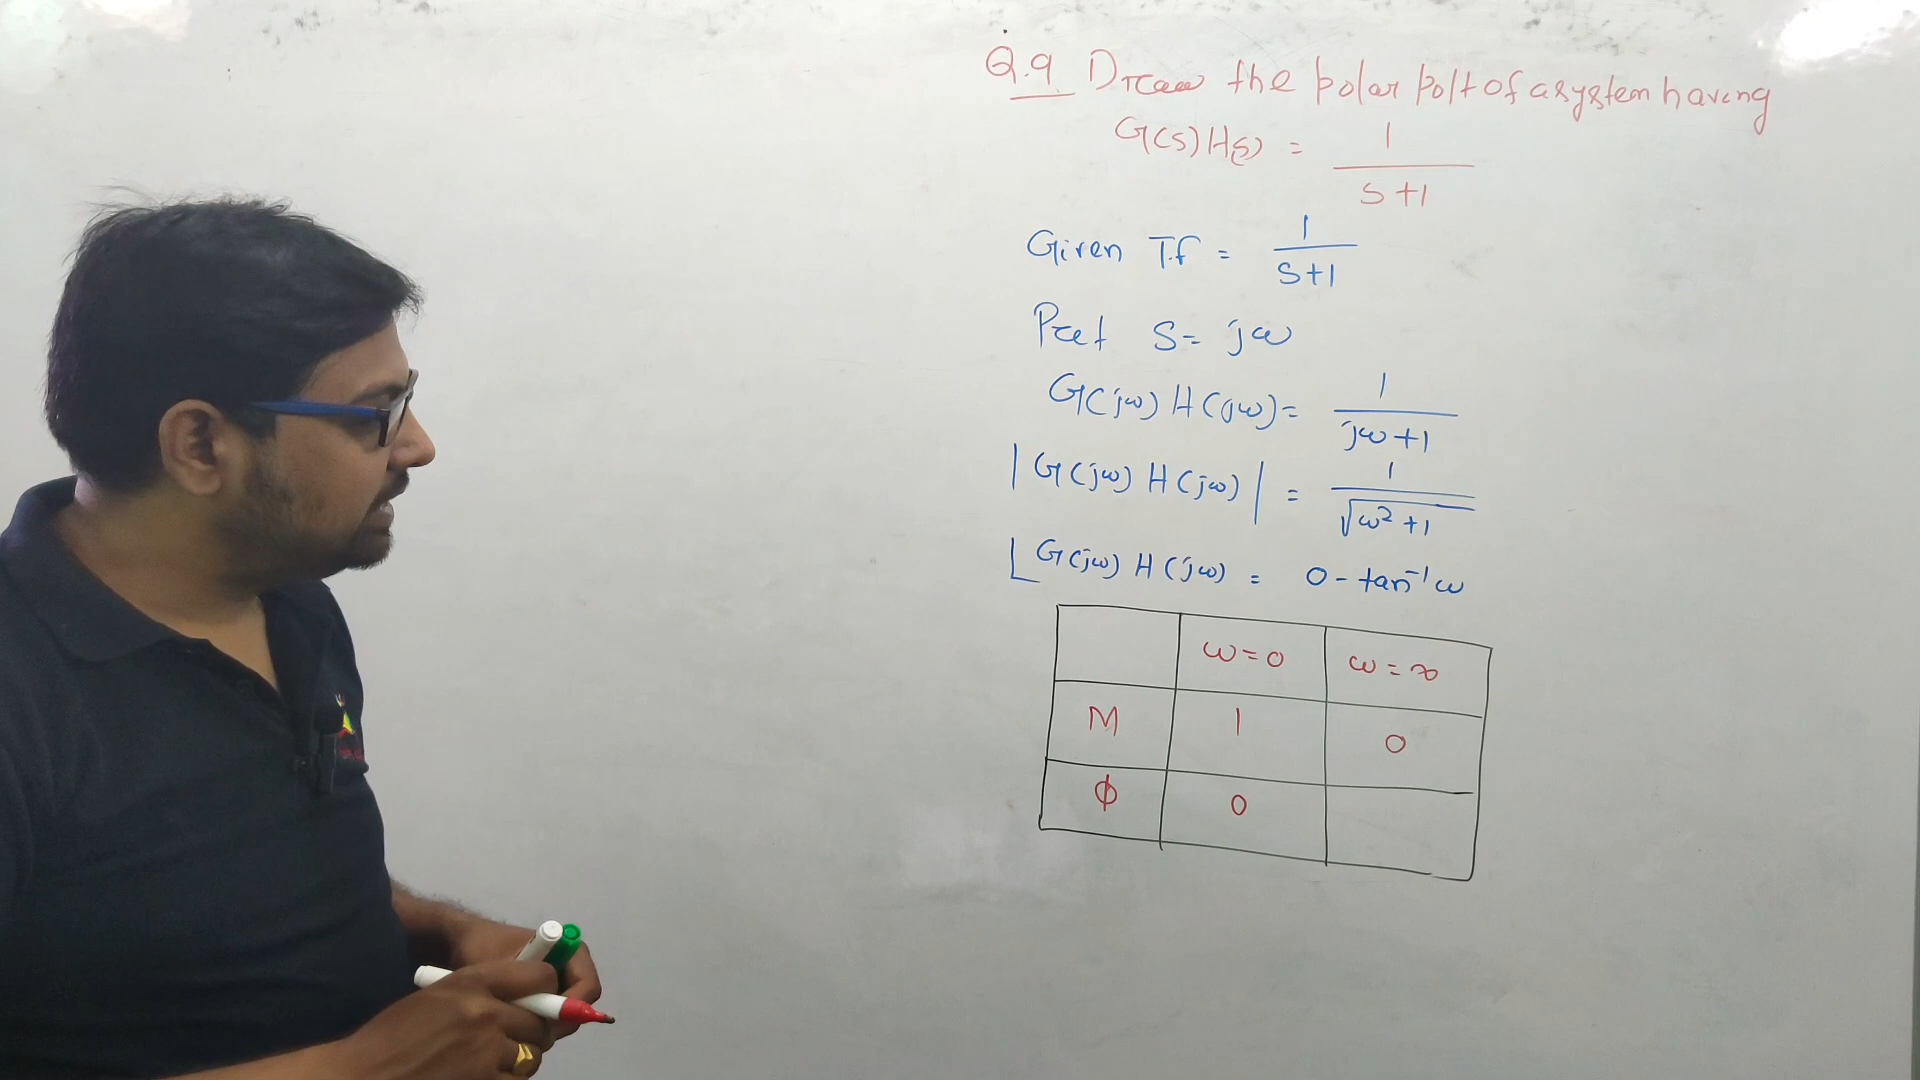 Q.9. Draw the polar polt of a system having
G(s)H(s) = 1/(s+1)
Given T.f = 1/(s+1)
Put s = jω
G(jω) H(jω) = 1/(jω+1)
|G(jω) H(jω)| = 1/√(ω²+1)
∠G(jω) H(jω) = 0 - tan⁻¹ω
ω=0 ω=∞
M 1 0
ϕ 0